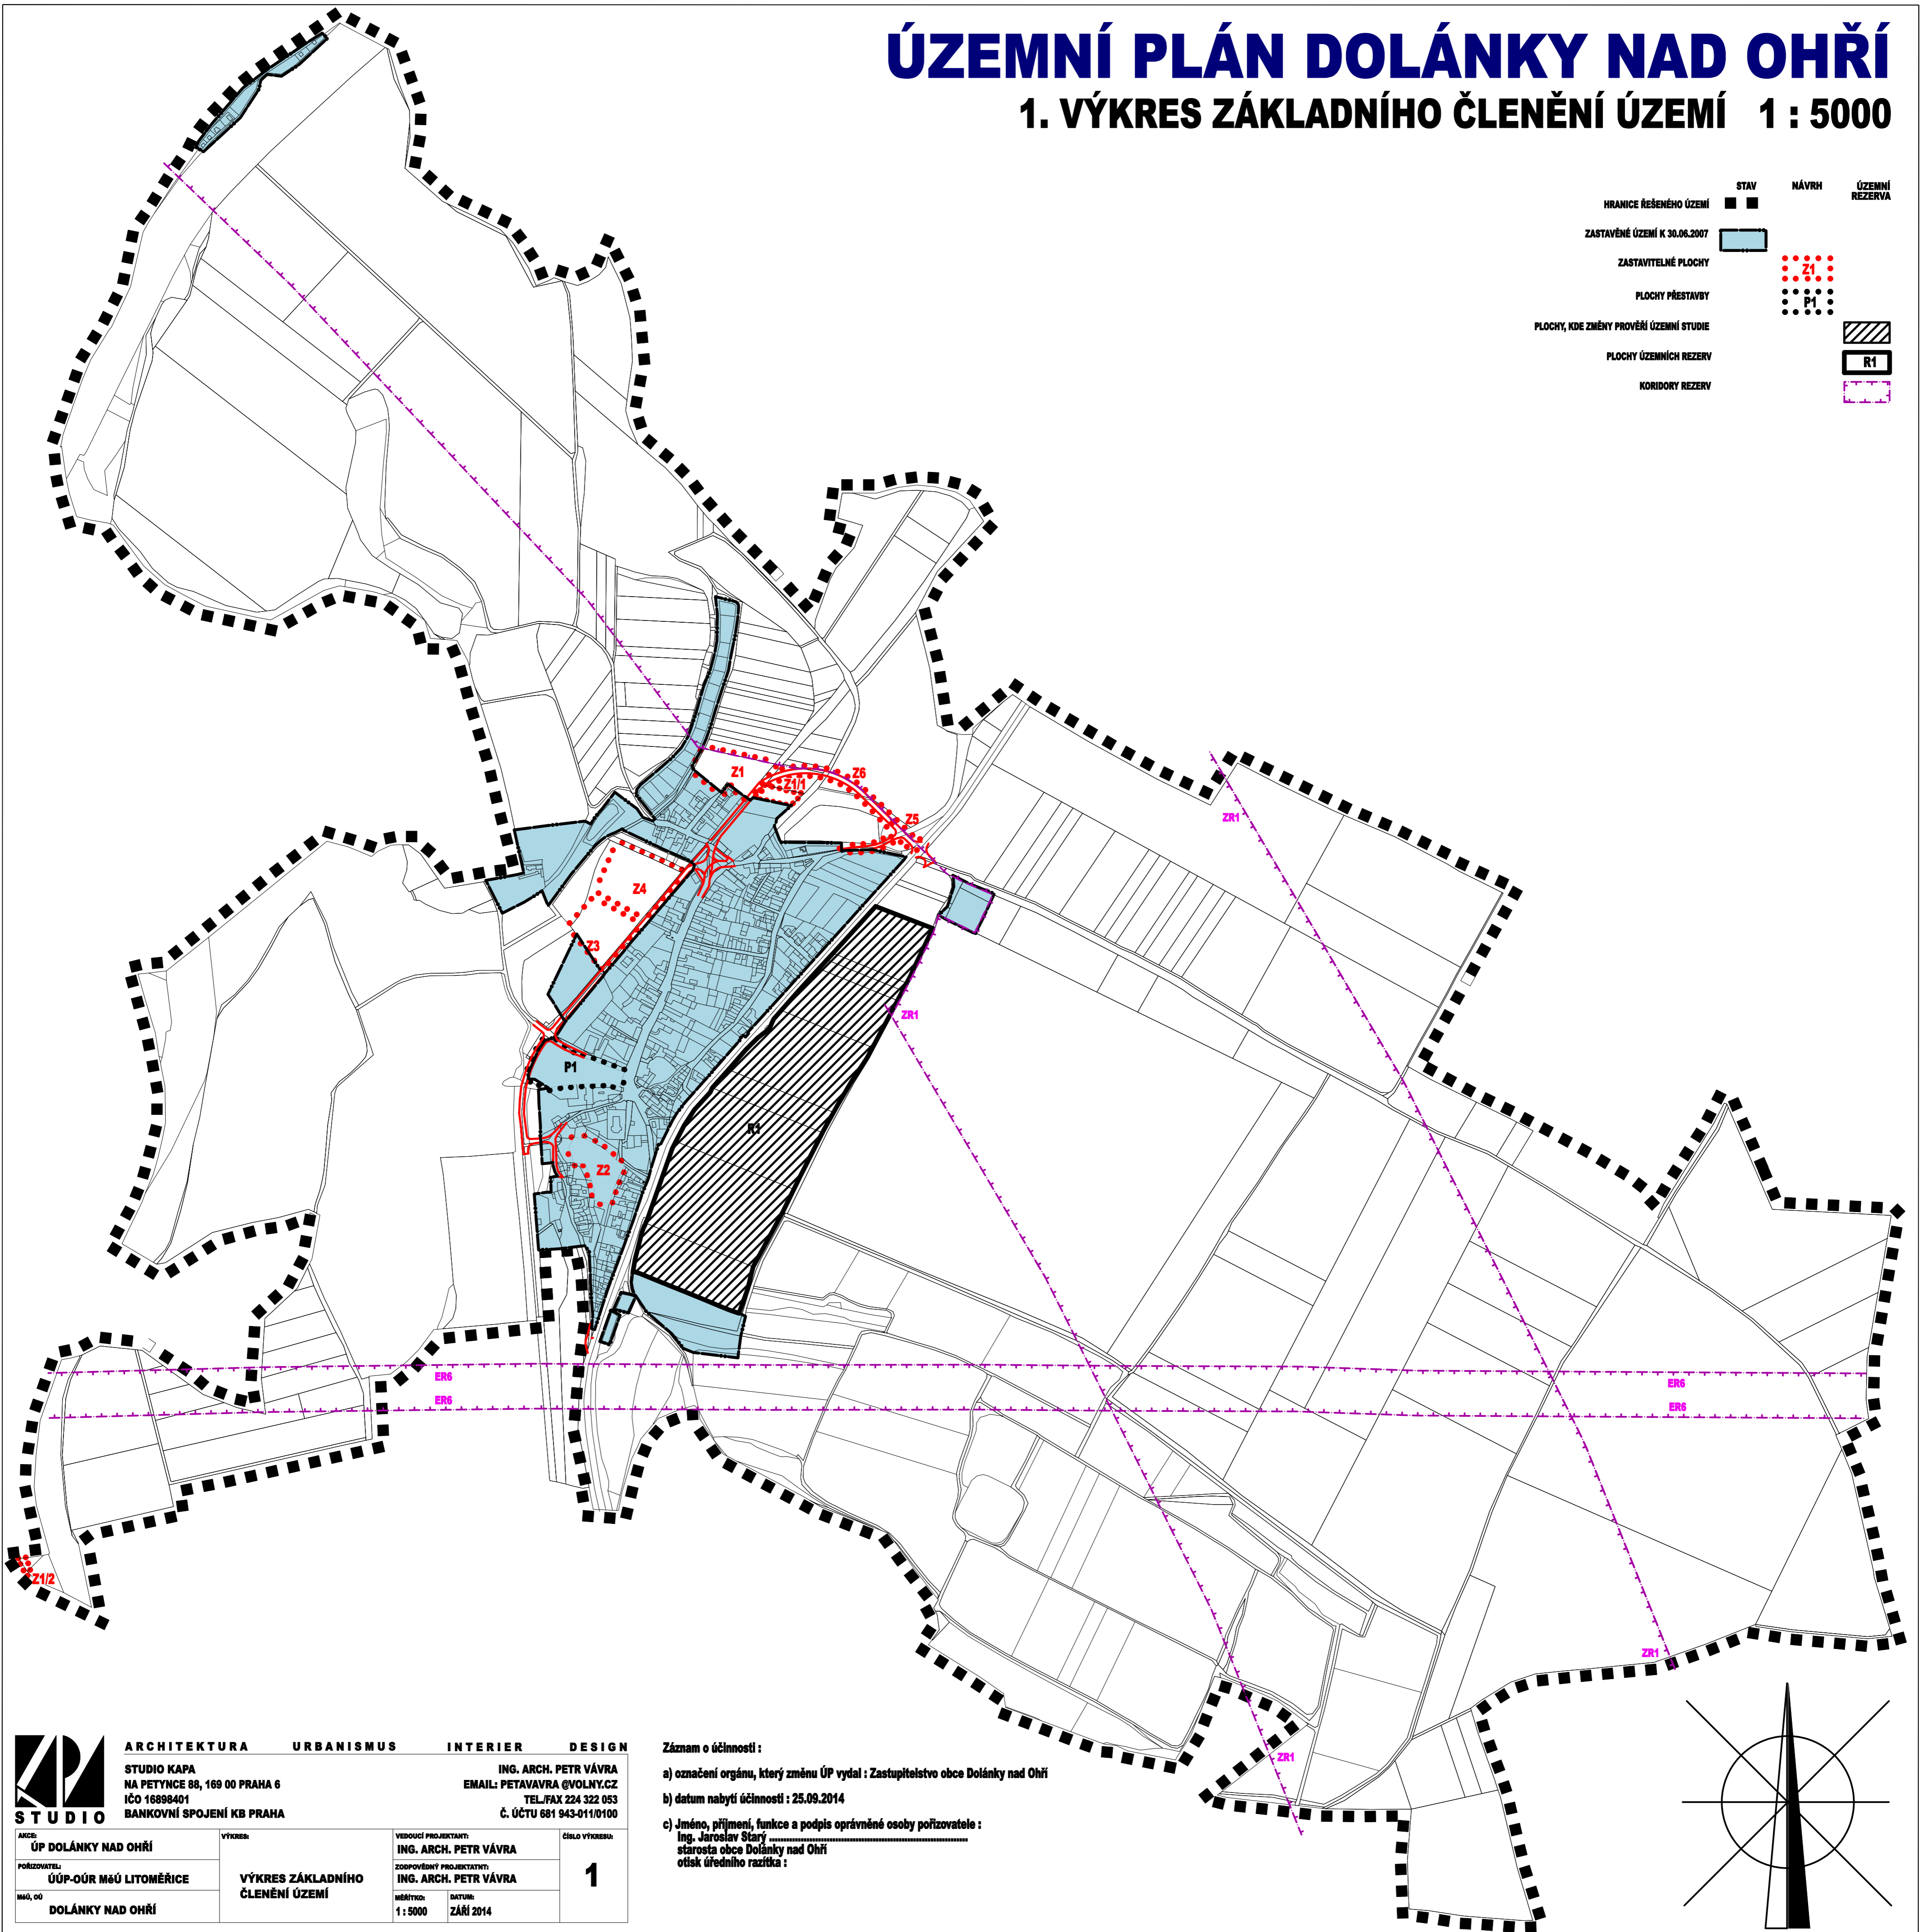 ÚZEMNÍ PLÁN DOLÁNKY NAD OHŘÍ
1. VÝKRES ZÁKLADNÍHO ČLENĚNÍ ÚZEMÍ 1 : 5000
STAV NÁVRH ÚZEMNÍ REZERVA
HRANICE ŘEŠENÉHO ÚZEMÍ
ZASTAVĚNÉ ÚZEMÍ K 30.06.2007
ZASTAVITELNÉ PLOCHY Z1
PLOCHY PŘESTAVBY P1
PLOCHY, KDE ZMĚNY PROVĚŘÍ ÚZEMNÍ STUDIE
PLOCHY ÚZEMNÍCH REZERV R1
KORIDORY REZERV
Z1
Z1/1
Z6
Z5
ZR1
Z4
Z3
ZR1
P1
R1
Z2
ER6
ER6
ER6
ER6
Z1/2
ZR1
ZR1
STUDIO
ARCHITEKTURA URBANISMUS INTERIER DESIGN
STUDIO KAPA
NA PETYNCE 88, 169 00 PRAHA 6
IČO 16898401
BANKOVNÍ SPOJENÍ KB PRAHA
ING. ARCH. PETR VÁVRA
EMAIL: PETAVAVRA @VOLNY.CZ
TEL./FAX 224 322 053
Č. ÚČTU 681 943-011/0100
AKCE:
ÚP DOLÁNKY NAD OHŘÍ
POŘIZOVATEL:
ÚÚP-OÚR MěÚ LITOMĚŘICE
MěÚ, OÚ
DOLÁNKY NAD OHŘÍ
VÝKRES:
VÝKRES ZÁKLADNÍHO
ČLENĚNÍ ÚZEMÍ
VEDOUCÍ PROJEKTANT:
ING. ARCH. PETR VÁVRA
ZODPOVĚDNÝ PROJEKTATNT:
ING. ARCH. PETR VÁVRA
MĚŘÍTKO:
1 : 5000
DATUM:
ZÁŘÍ 2014
ČÍSLO VÝKRESU:
1
Záznam o účinnosti :
a) označení orgánu, který změnu ÚP vydal : Zastupitelstvo obce Dolánky nad Ohří
b) datum nabytí účinnosti : 25.09.2014
c) Jméno, příjmení, funkce a podpis oprávněné osoby pořizovatele :
Ing. Jaroslav Starý ......................................................................
starosta obce Dolánky nad Ohří
otisk úředního razítka :